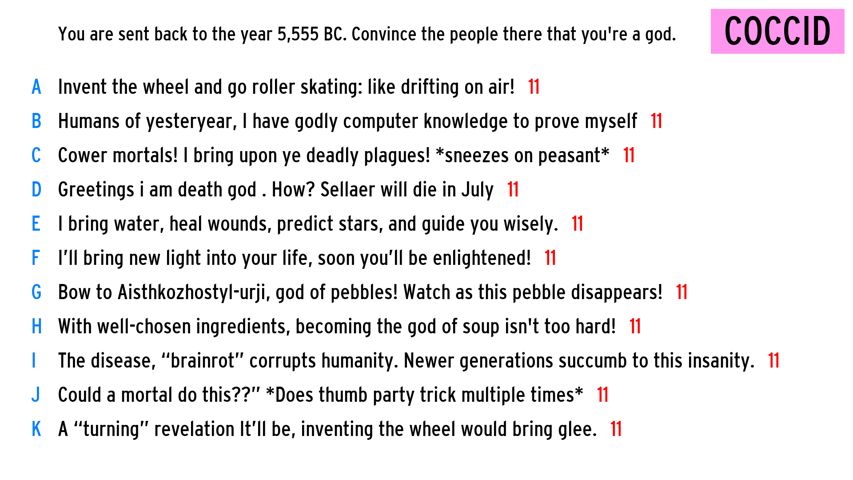 You are sent back to the year 5,555 BC. Convince the people there that you're a god.
COCCID
A Invent the wheel and go roller skating: like drifting on air! 11
B Humans of yesteryear, I have godly computer knowledge to prove myself 11
C Cower mortals! I bring upon ye deadly plagues! *sneezes on peasant* 11
D Greetings i am death god . How? Sellaer will die in July 11
E I bring water, heal wounds, predict stars, and guide you wisely. 11
F I’ll bring new light into your life, soon you’ll be enlightened! 11
G Bow to Aisthkozhostyl-urji, god of pebbles! Watch as this pebble disappears! 11
H With well-chosen ingredients, becoming the god of soup isn't too hard! 11
I The disease, “brainrot” corrupts humanity. Newer generations succumb to this insanity. 11
J Could a mortal do this??” *Does thumb party trick multiple times* 11
K A “turning” revelation It’ll be, inventing the wheel would bring glee. 11